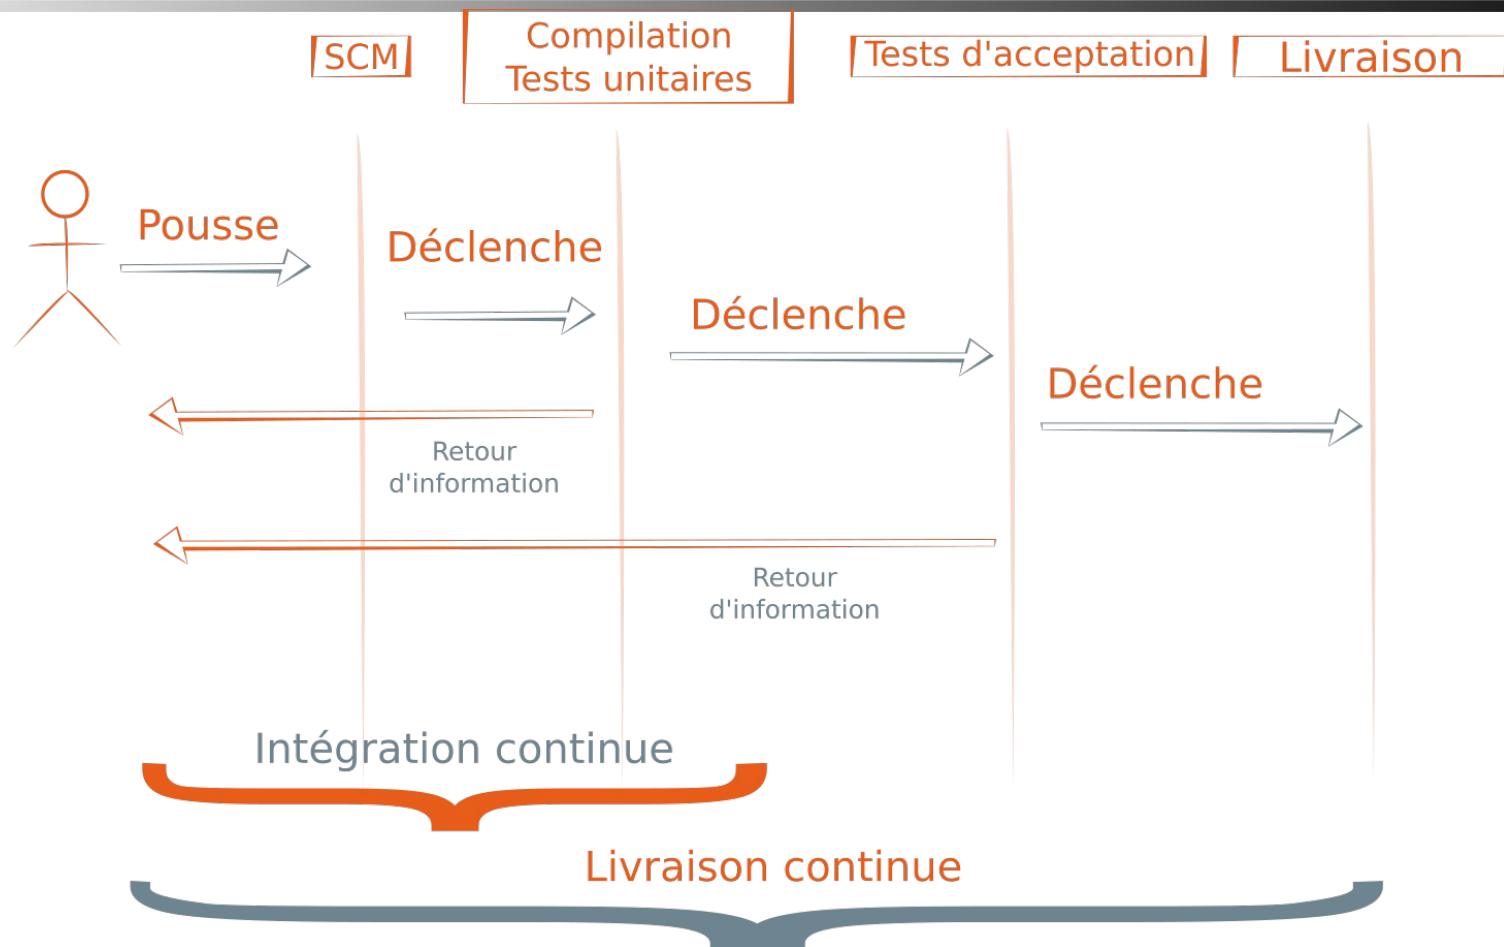 SCM
Compilation
Tests unitaires
Tests d'acceptation
Livraison
Pousse
Déclenche
Déclenche
Déclenche
Retour
d'information
Retour
d'information
Intégration continue
Livraison continue